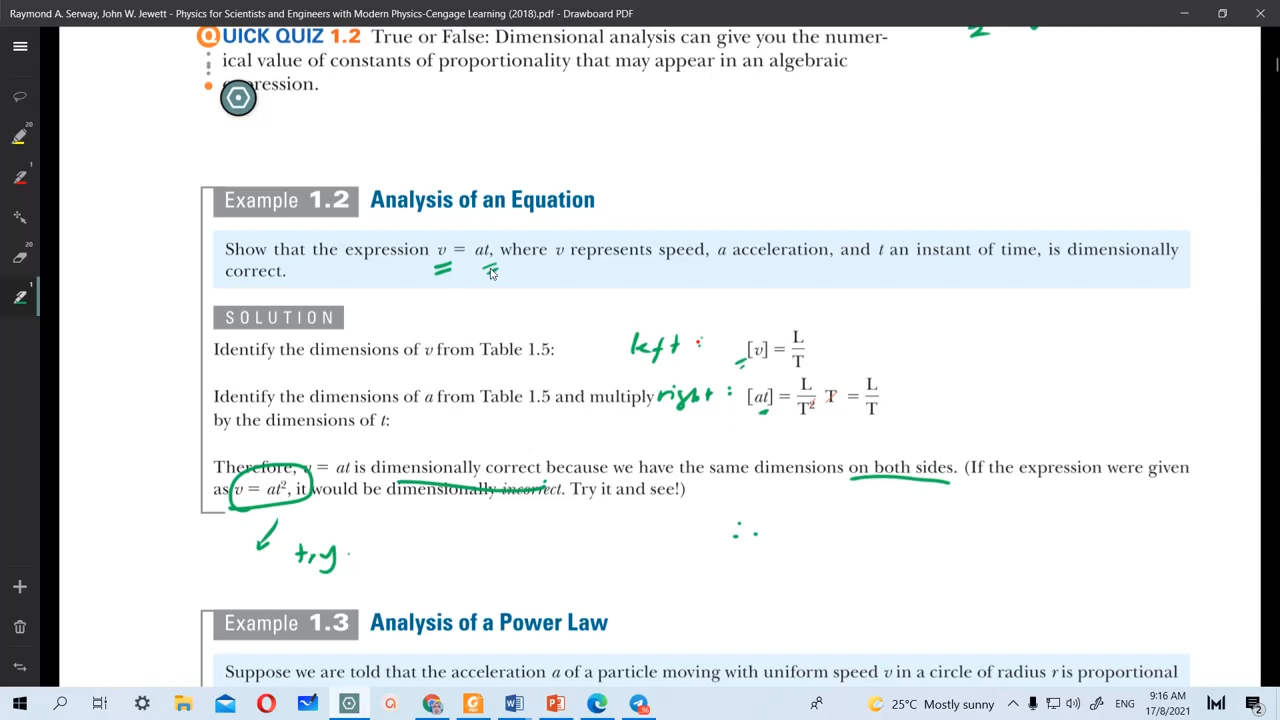 Raymond A. Serway, John W. Jewett - Physics for Scientists and Engineers with Modern Physics-Cengage Learning (2018).pdf - Drawboard PDF
QUICK QUIZ 1.2 True or False: Dimensional analysis can give you the numer-
ical value of constants of proportionality that may appear in an algebraic
expression.
Example 1.2 Analysis of an Equation
Show that the expression v = at, where v represents speed, a acceleration, and t an instant of time, is dimensionally
correct.
SOLUTION
Identify the dimensions of v from Table 1.5: left : [v] = L/T
Identify the dimensions of a from Table 1.5 and multiply right : [at] = L/T² T = L/T
by the dimensions of t:
Therefore, v = at is dimensionally correct because we have the same dimensions on both sides. (If the expression were given
as v = at², it would be dimensionally incorrect. Try it and see!)
∴
try
Example 1.3 Analysis of a Power Law
Suppose we are told that the acceleration a of a particle moving with uniform speed v in a circle of radius r is proportional
25°C Mostly sunny ENG 9:16 AM
17/8/2021